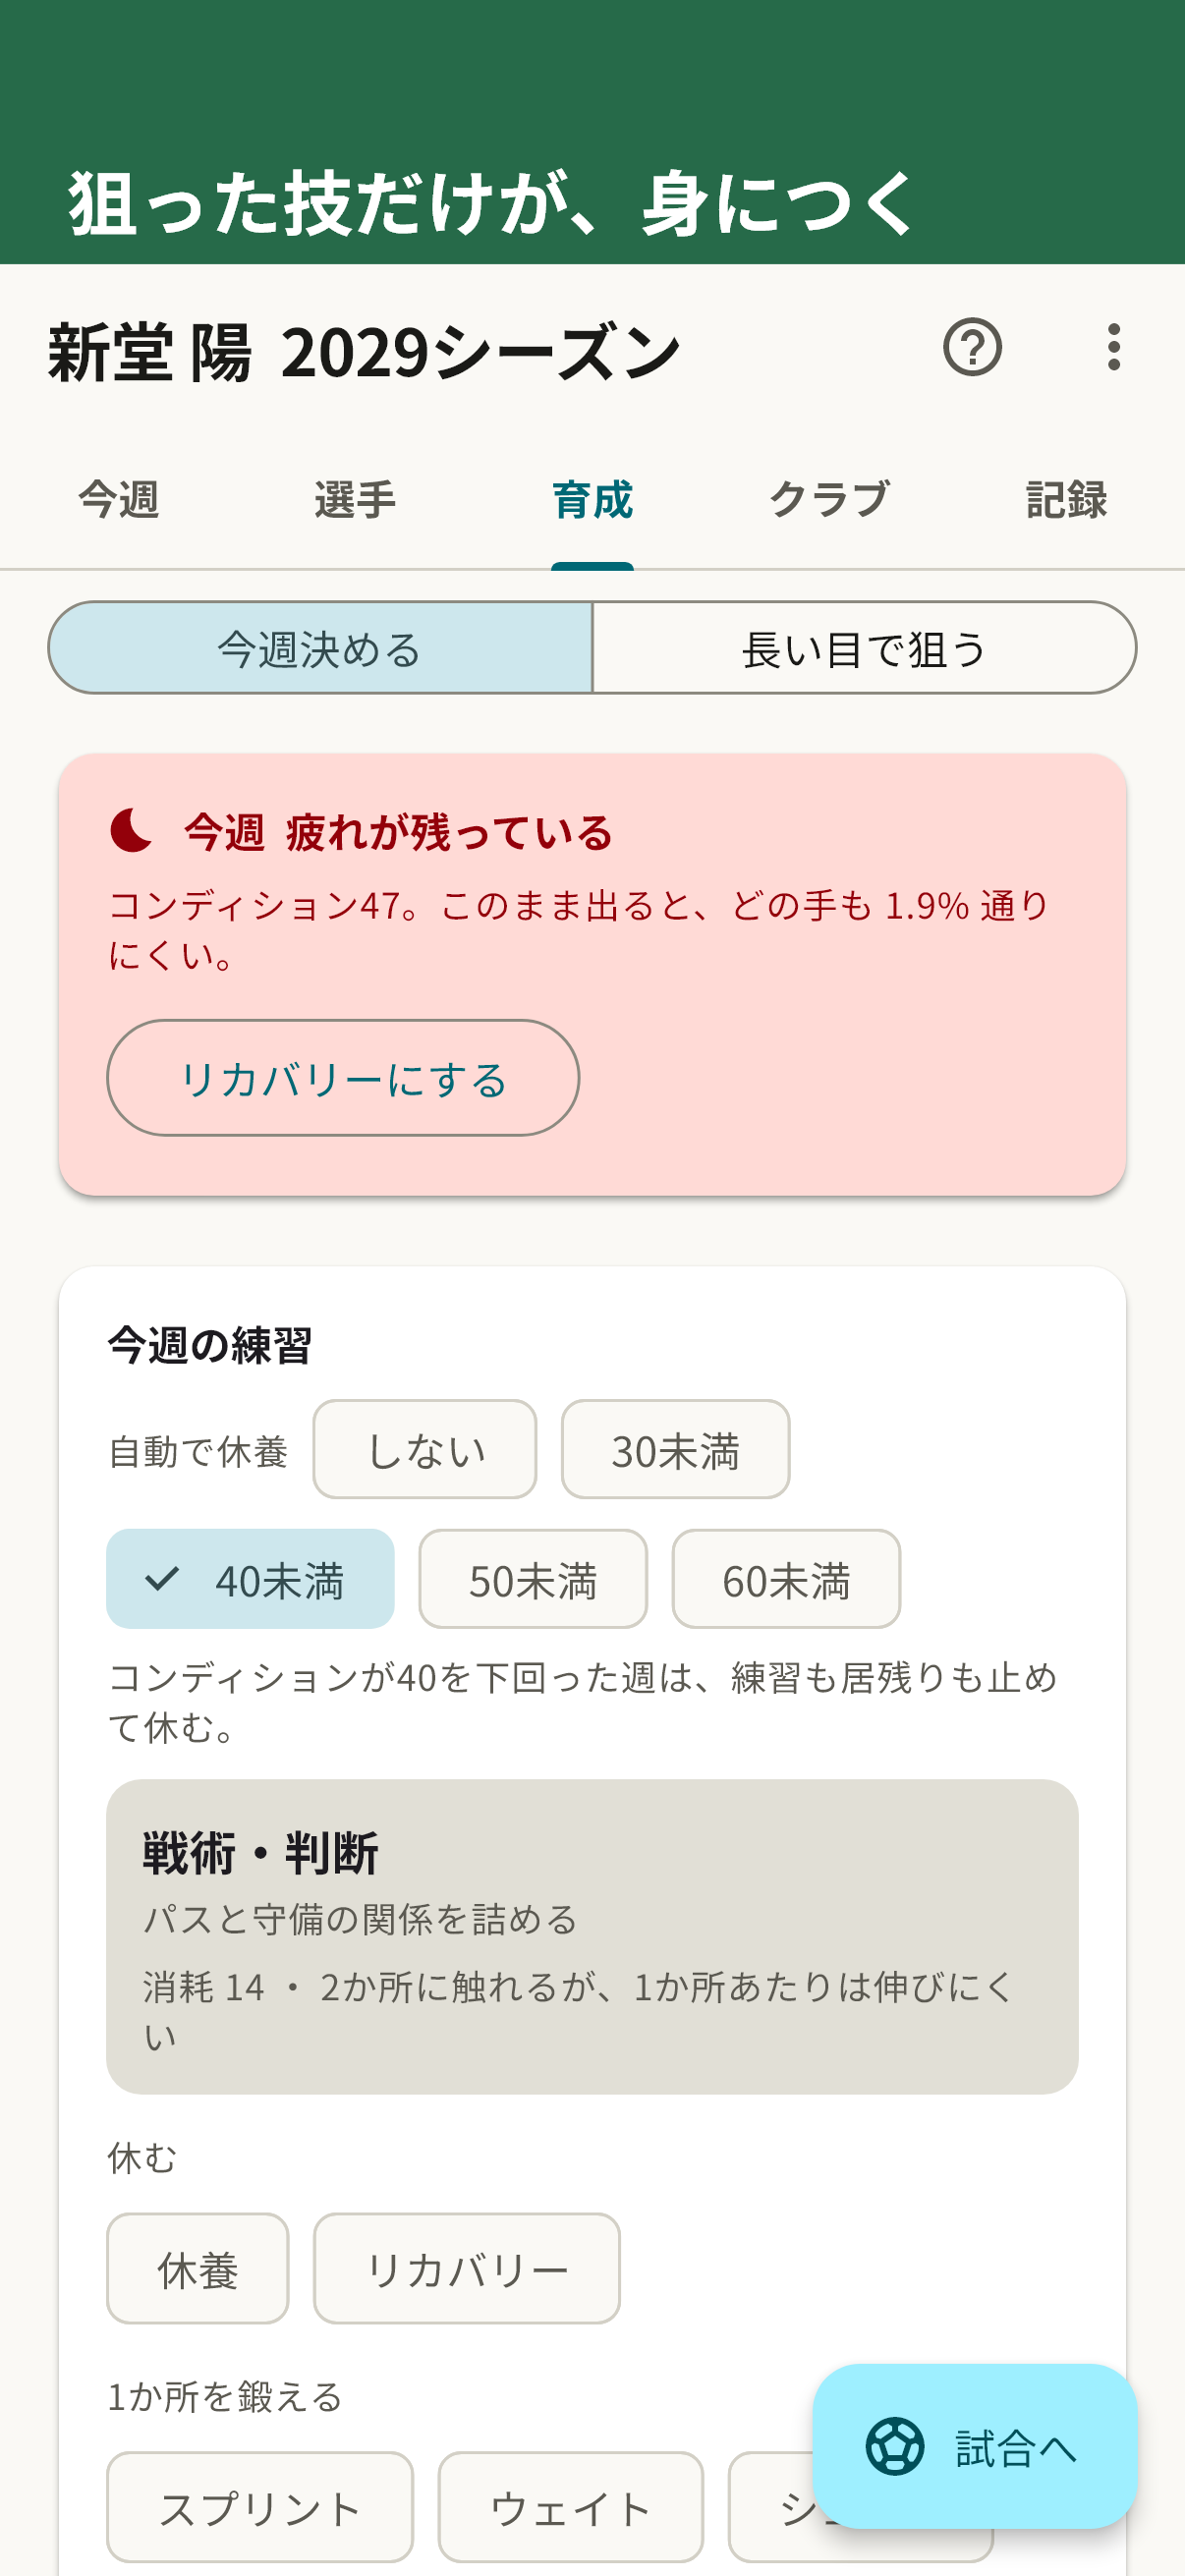 狙った技だけが、身につく
新堂 陽 2029シーズン
今週 選手 育成 クラブ 記録
今週決める 長い目で狙う
今週 疲れが残っている
コンディション47。このまま出ると、どの手も 1.9% 通り
にくい。
リカバリーにする
今週の練習
自動で休養 しない 30未満
40未満 50未満 60未満
コンディションが40を下回った週は、練習も居残りも止め
て休む。
戦術・判断
パスと守備の関係を詰める
消耗 14 ・ 2か所に触れるが、1か所あたりは伸びにく
い
休む
休養 リカバリー
1か所を鍛える
試合へ
スプリント ウェイト